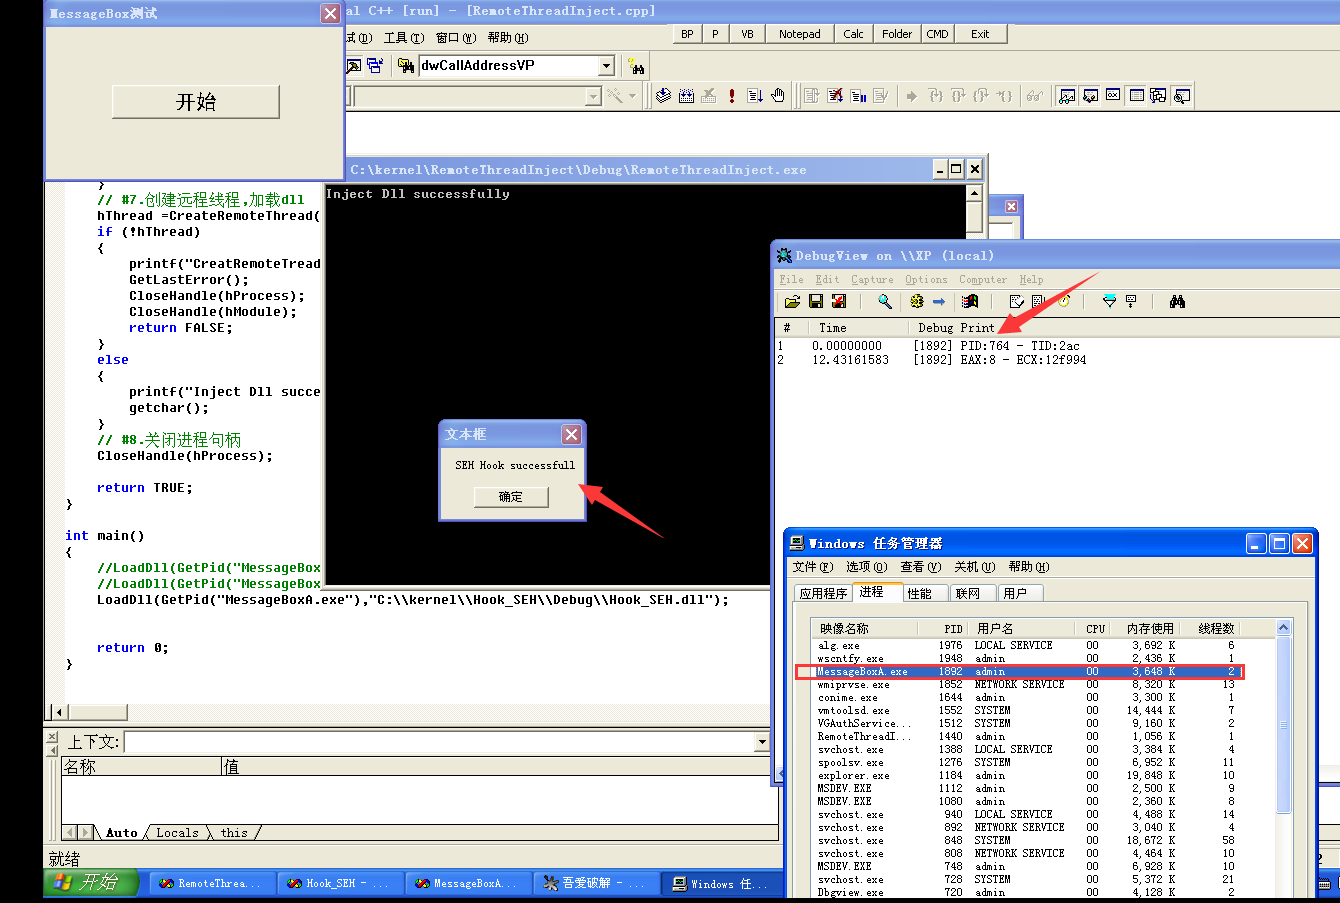 MessageBox测试
al C++ [run] - [RemoteThreadInject.cpp]
试(D) 工具(T) 窗口(W) 帮助(H)
BP P VB Notepad Calc Folder CMD Exit
dwCallAddressVP
开始
C:\kernel\RemoteThreadInject\Debug\RemoteThreadInject.exe
Inject Dll successfully
}
// #7.创建远程线程,加载dll
hThread =CreateRemoteThread(
if (!hThread)
{
printf("CreatRemoteTread
GetLastError();
CloseHandle(hProcess);
CloseHandle(hModule);
return FALSE;
}
else
{
printf("Inject Dll succe
getchar();
}
// #8.关闭进程句柄
CloseHandle(hProcess);
return TRUE;
}
int main()
{
//LoadDll(GetPid("MessageBox
//LoadDll(GetPid("MessageBox
LoadDll(GetPid("MessageBoxA.exe"),"C:\\kernel\\Hook_SEH\\Debug\\Hook_SEH.dll");
return 0;
}
文本框
SEH Hook successfull
确定
DebugView on \\XP (local)
File Edit Capture Options Computer Help
# Time Debug Print
1 0.00000000 [1892] PID:764 - TID:2ac
2 12.43161583 [1892] EAX:8 - ECX:12f994
Windows 任务管理器
文件(F) 选项(O) 查看(V) 关机(U) 帮助(H)
应用程序 进程 性能 联网 用户
映像名称 PID 用户名 CPU 内存使用 线程数
alg.exe 1976 LOCAL SERVICE 00 3,692 K 6
wscntfy.exe 1948 admin 00 2,436 K 1
MessageBoxA.exe 1892 admin 00 3,648 K 2
wmiprvse.exe 1852 NETWORK SERVICE 00 8,320 K 13
conime.exe 1644 admin 00 3,300 K 1
vmtoolsd.exe 1552 SYSTEM 00 14,444 K 7
VGAuthService... 1512 SYSTEM 00 9,160 K 2
RemoteThreadI... 1440 admin 00 1,056 K 1
svchost.exe 1388 LOCAL SERVICE 00 3,384 K 4
spoolsv.exe 1276 SYSTEM 00 6,952 K 11
explorer.exe 1184 admin 00 19,848 K 10
MSDEV.EXE 1112 admin 00 2,500 K 9
MSDEV.EXE 1080 admin 00 2,360 K 8
svchost.exe 940 LOCAL SERVICE 00 4,488 K 14
svchost.exe 892 NETWORK SERVICE 00 3,040 K 4
svchost.exe 848 SYSTEM 00 18,672 K 58
svchost.exe 808 NETWORK SERVICE 00 4,464 K 10
MSDEV.EXE 748 admin 00 6,928 K 10
svchost.exe 728 SYSTEM 00 5,372 K 21
Dbgview.exe 720 admin 00 4,128 K 2
上下文:
名称 值
Auto Locals this
就绪
开始 RemoteThrea... Hook_SEH - ... MessageBoxA... 吾爱破解 - ... Windows 任...